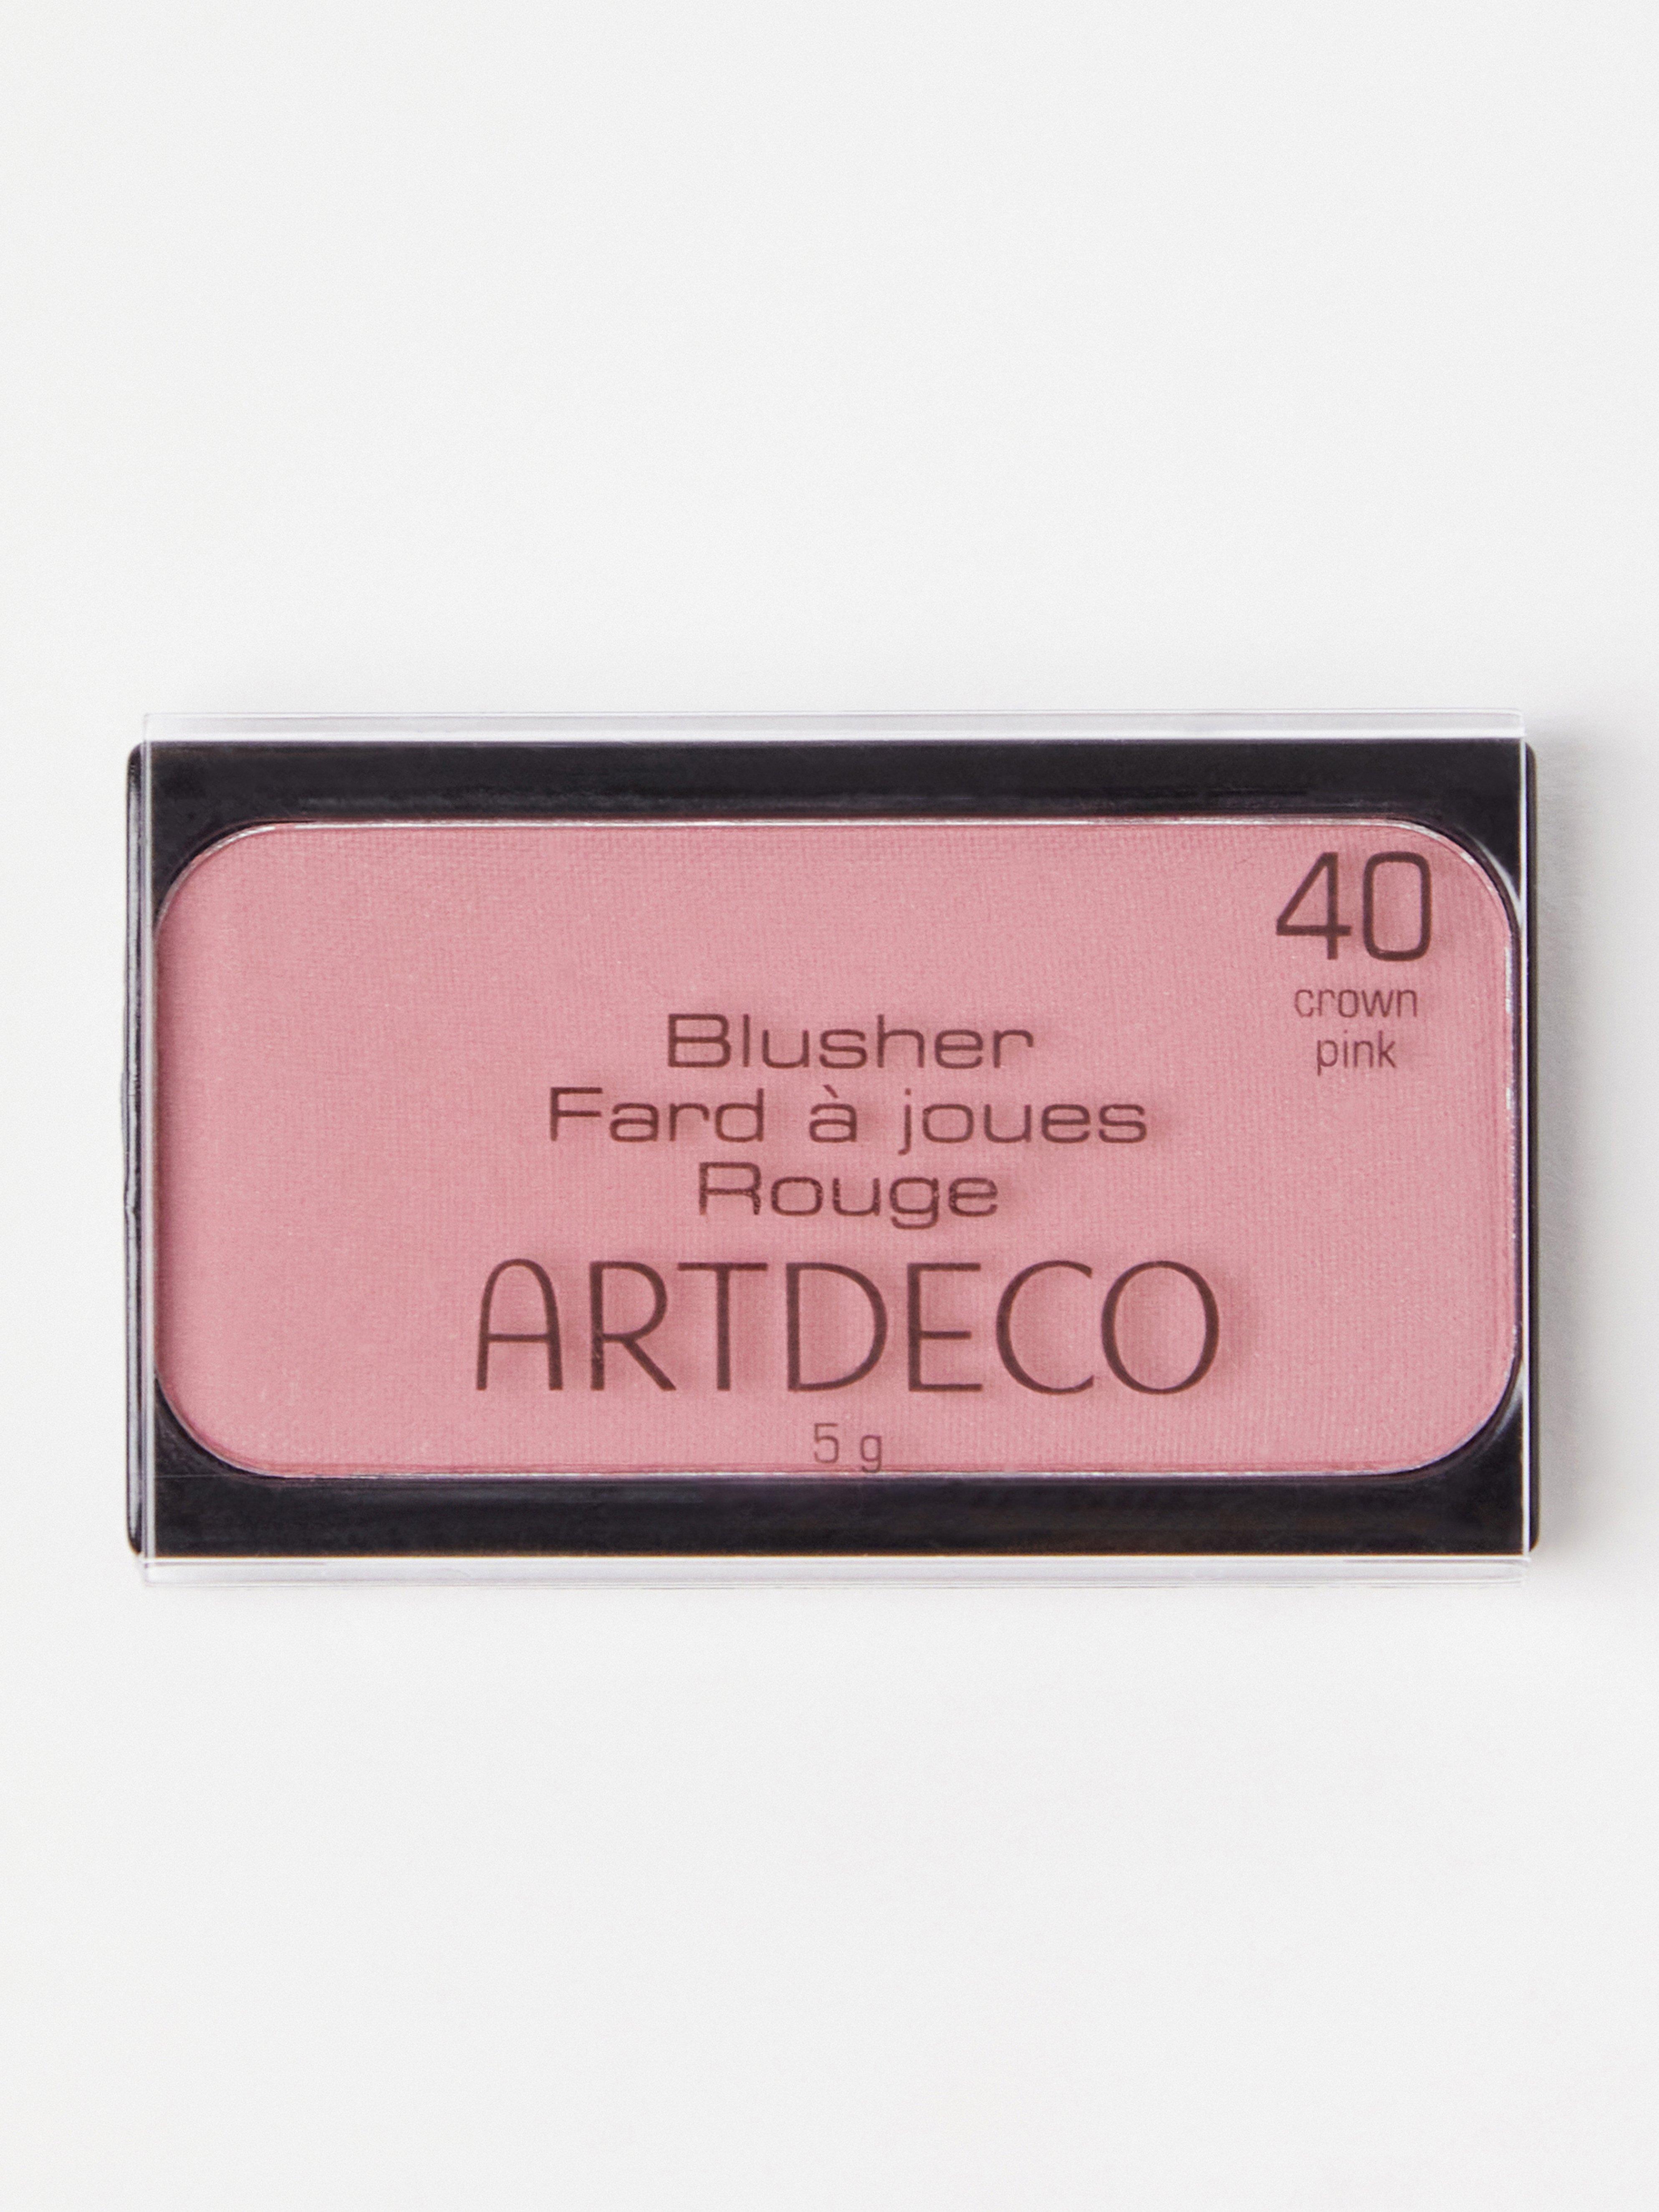 40
crown
pink
Blusher
Fard à joues
Rouge
ARTDECO
5 g